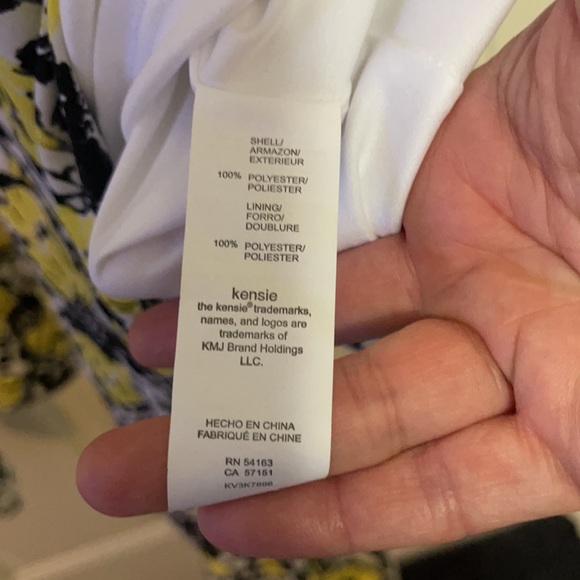 SHELL/
ARMAZON/
EXTERIEUR
100% POLYESTER/
POLIESTER
LINING/
FORRO/
DOUBLURE
100% POLYESTER/
POLIESTER
kensie
the kensie® trademarks,
names, and logos are
trademarks of
KMJ Brand Holdings
LLC.
HECHO EN CHINA
FABRIQUÉ EN CHINE
RN 54163
CA 57151